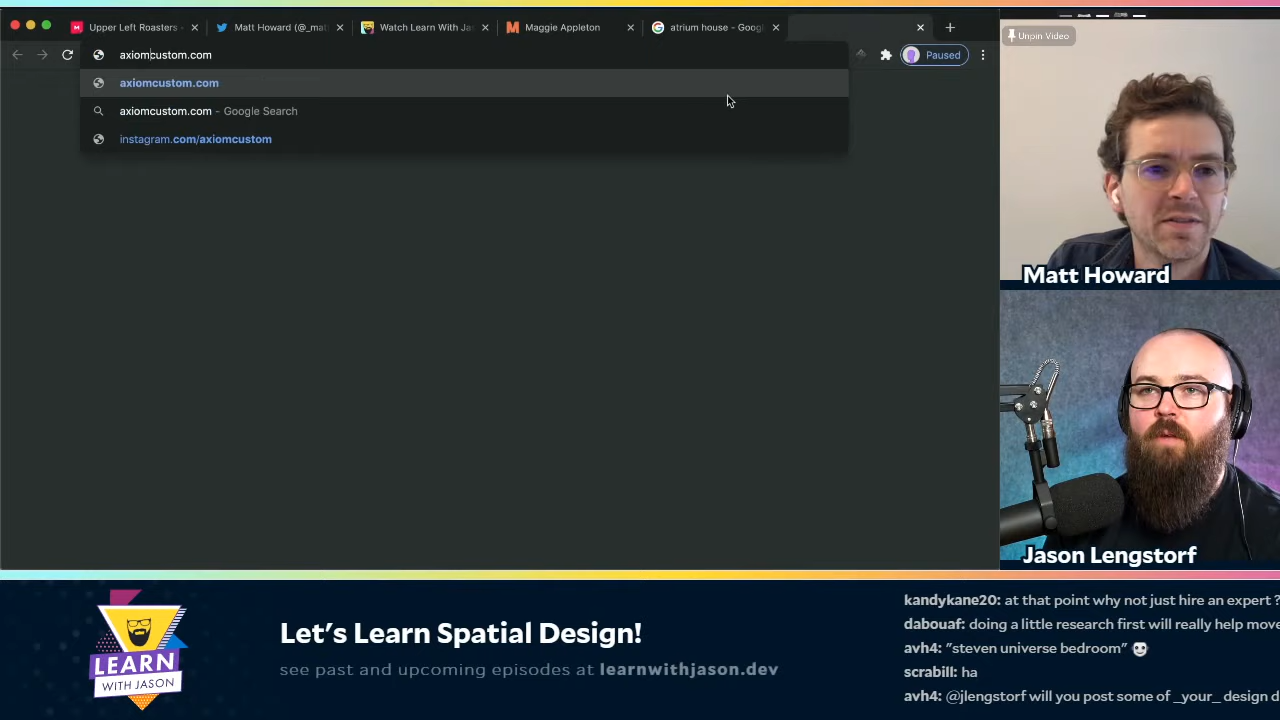 Upper Left Roasters -
Matt Howard (@_mat
Watch Learn With Jas
Maggie Appleton
atrium house - Googl
axiomcustom.com
Paused
axiomcustom.com
axiomcustom.com - Google Search
instagram.com/axiomcustom
Unpin Video
Matt Howard
Jason Lengstorf
LEARN
WITH JASON
Let's Learn Spatial Design!
see past and upcoming episodes at learnwithjason.dev
kandykane20: at that point why not just hire an expert ?
dabouaf: doing a little research first will really help move
avh4: "steven universe bedroom" 💀
scrabill: ha
avh4: @jlengstorf will you post some of _your_ design d